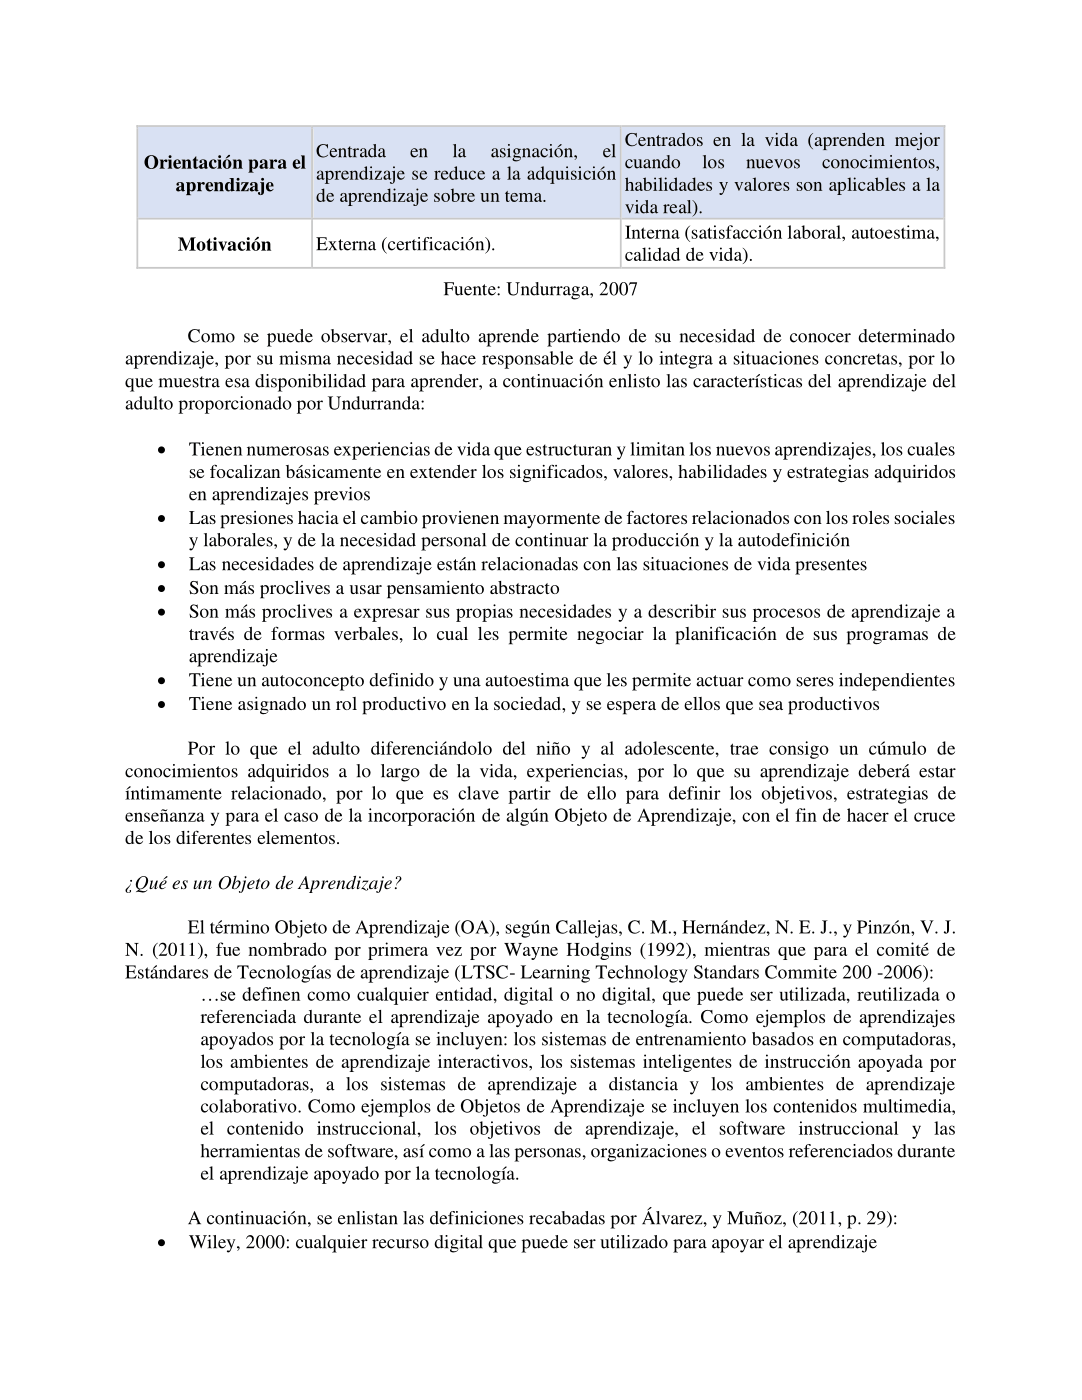 Orientación para el
aprendizaje
Centrada en la asignación, el
aprendizaje se reduce a la adquisición
de aprendizaje sobre un tema.
Centrados en la vida (aprenden mejor
cuando los nuevos conocimientos,
habilidades y valores son aplicables a la
vida real).
Motivación
Externa (certificación).
Interna (satisfacción laboral, autoestima,
calidad de vida).
Fuente: Undurraga, 2007
Como se puede observar, el adulto aprende partiendo de su necesidad de conocer determinado
aprendizaje, por su misma necesidad se hace responsable de él y lo integra a situaciones concretas, por lo
que muestra esa disponibilidad para aprender, a continuación enlisto las características del aprendizaje del
adulto proporcionado por Undurranda:
• Tienen numerosas experiencias de vida que estructuran y limitan los nuevos aprendizajes, los cuales
se focalizan básicamente en extender los significados, valores, habilidades y estrategias adquiridos
en aprendizajes previos
• Las presiones hacia el cambio provienen mayormente de factores relacionados con los roles sociales
y laborales, y de la necesidad personal de continuar la producción y la autodefinición
• Las necesidades de aprendizaje están relacionadas con las situaciones de vida presentes
• Son más proclives a usar pensamiento abstracto
• Son más proclives a expresar sus propias necesidades y a describir sus procesos de aprendizaje a
través de formas verbales, lo cual les permite negociar la planificación de sus programas de
aprendizaje
• Tiene un autoconcepto definido y una autoestima que les permite actuar como seres independientes
• Tiene asignado un rol productivo en la sociedad, y se espera de ellos que sea productivos
Por lo que el adulto diferenciándolo del niño y al adolescente, trae consigo un cúmulo de
conocimientos adquiridos a lo largo de la vida, experiencias, por lo que su aprendizaje deberá estar
íntimamente relacionado, por lo que es clave partir de ello para definir los objetivos, estrategias de
enseñanza y para el caso de la incorporación de algún Objeto de Aprendizaje, con el fin de hacer el cruce
de los diferentes elementos.
¿Qué es un Objeto de Aprendizaje?
El término Objeto de Aprendizaje (OA), según Callejas, C. M., Hernández, N. E. J., y Pinzón, V. J.
N. (2011), fue nombrado por primera vez por Wayne Hodgins (1992), mientras que para el comité de
Estándares de Tecnologías de aprendizaje (LTSC- Learning Technology Standars Commite 200 -2006):
…se definen como cualquier entidad, digital o no digital, que puede ser utilizada, reutilizada o
referenciada durante el aprendizaje apoyado en la tecnología. Como ejemplos de aprendizajes
apoyados por la tecnología se incluyen: los sistemas de entrenamiento basados en computadoras,
los ambientes de aprendizaje interactivos, los sistemas inteligentes de instrucción apoyada por
computadoras, a los sistemas de aprendizaje a distancia y los ambientes de aprendizaje
colaborativo. Como ejemplos de Objetos de Aprendizaje se incluyen los contenidos multimedia,
el contenido instruccional, los objetivos de aprendizaje, el software instruccional y las
herramientas de software, así como a las personas, organizaciones o eventos referenciados durante
el aprendizaje apoyado por la tecnología.
A continuación, se enlistan las definiciones recabadas por Álvarez, y Muñoz, (2011, p. 29):
• Wiley, 2000: cualquier recurso digital que puede ser utilizado para apoyar el aprendizaje